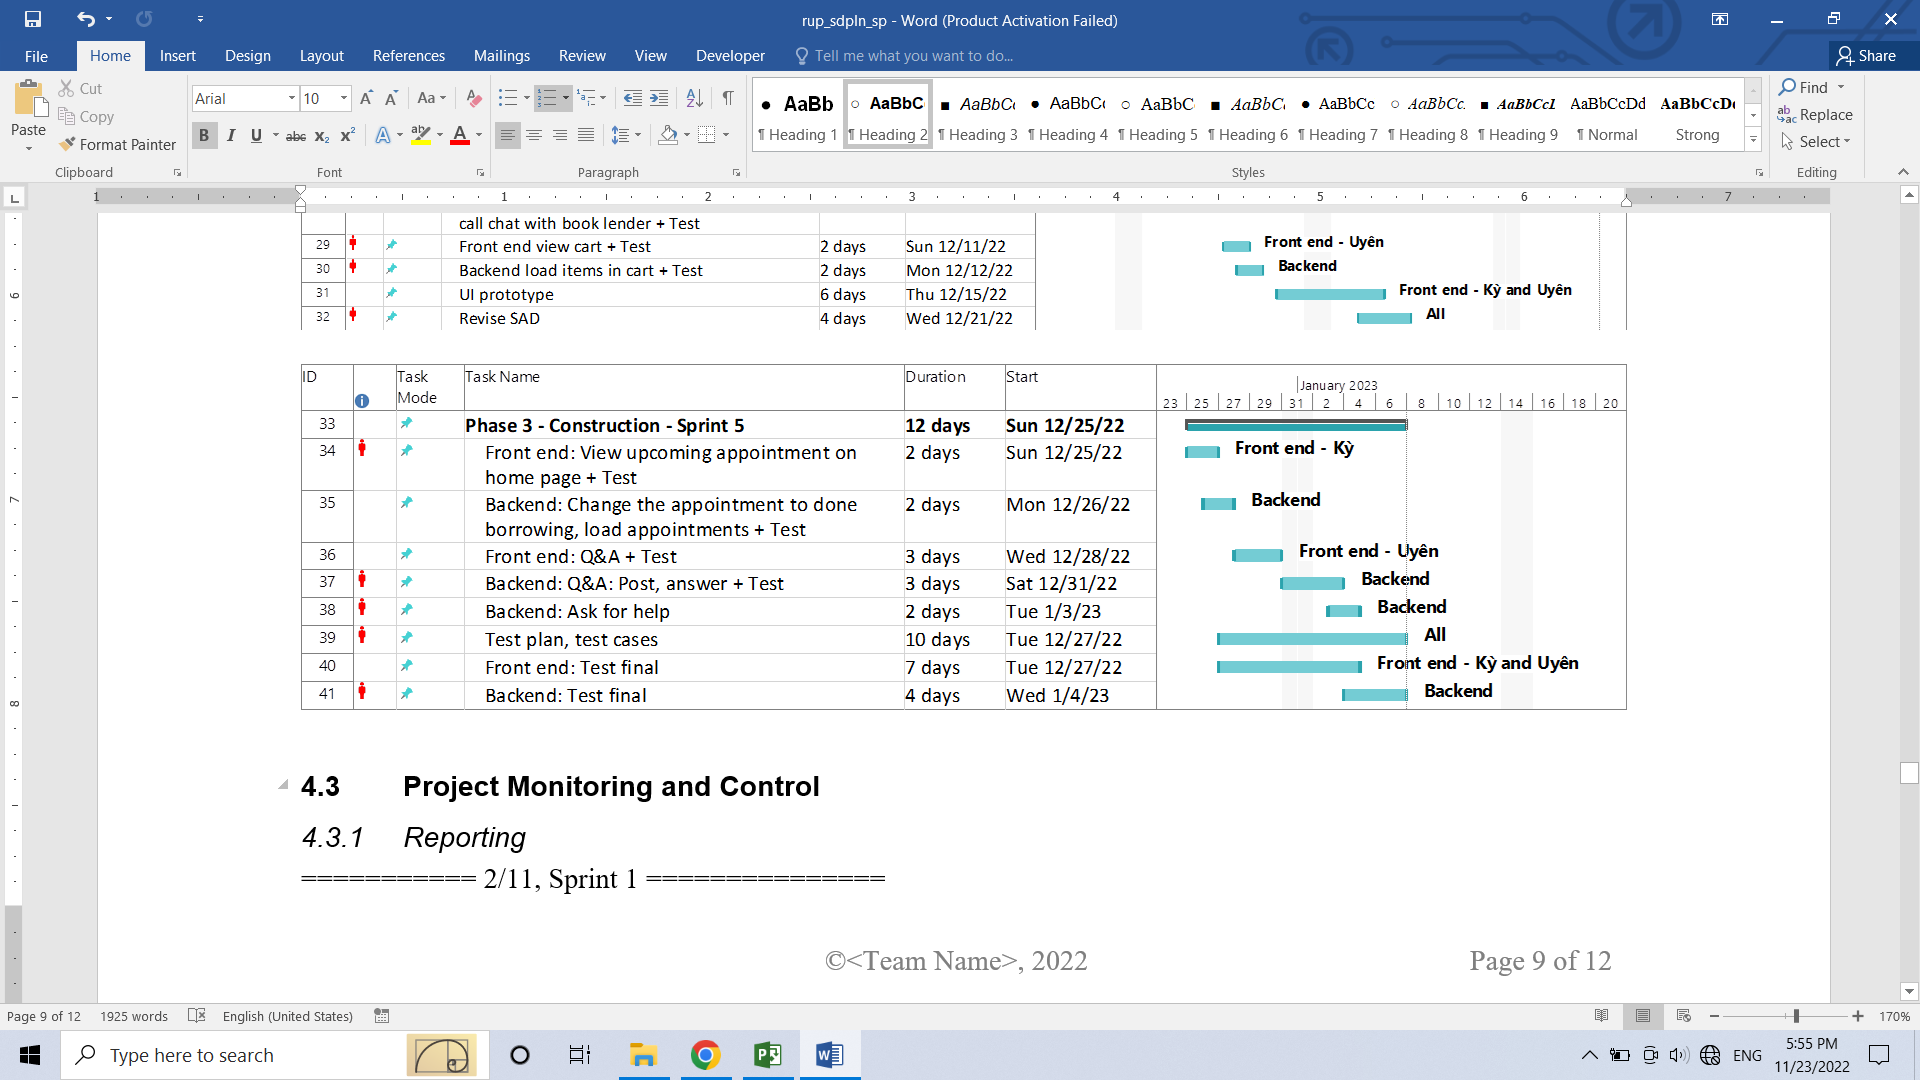 rup_sdpln_sp - Word (Product Activation Failed)
File Home Insert Design Layout References Mailings Review View Developer Tell me what you want to do... Share
Paste Cut Copy Format Painter
Arial 10
AaBb AaBbC AaBbCc AaBbCc AaBbC AaBbC AaBbCc AaBbCc. AaBbCc1 AaBbCcDd AaBbCcDd
¶ Heading 1 ¶ Heading 2 ¶ Heading 3 ¶ Heading 4 ¶ Heading 5 ¶ Heading 6 ¶ Heading 7 ¶ Heading 8 ¶ Heading 9 ¶ Normal Strong
Find
Replace
Select
Clipboard Font Paragraph Styles Editing
1 1 2 3 4 5 6 7
call chat with book lender + Test
29 Front end view cart + Test 2 days Sun 12/11/22 Front end - Uyên
30 Backend load items in cart + Test 2 days Mon 12/12/22 Backend
31 UI prototype 6 days Thu 12/15/22 Front end - Kỳ and Uyên
32 Revise SAD 4 days Wed 12/21/22 All
ID Task Mode Task Name Duration Start January 2023
23 25 27 29 31 2 4 6 8 10 12 14 16 18 20
33 Phase 3 - Construction - Sprint 5 12 days Sun 12/25/22
34 Front end: View upcoming appointment on 2 days Sun 12/25/22 Front end - Kỳ
home page + Test
35 Backend: Change the appointment to done 2 days Mon 12/26/22 Backend
borrowing, load appointments + Test
36 Front end: Q&A + Test 3 days Wed 12/28/22 Front end - Uyên
37 Backend: Q&A: Post, answer + Test 3 days Sat 12/31/22 Backend
38 Backend: Ask for help 2 days Tue 1/3/23 Backend
39 Test plan, test cases 10 days Tue 12/27/22 All
40 Front end: Test final 7 days Tue 12/27/22 Front end - Kỳ and Uyên
41 Backend: Test final 4 days Wed 1/4/23 Backend
4.3 Project Monitoring and Control
4.3.1 Reporting
=========== 2/11, Sprint 1 ===============
©<Team Name>, 2022 Page 9 of 12
Page 9 of 12 1925 words English (United States) 170%
Type here to search ENG 5:55 PM
11/23/2022